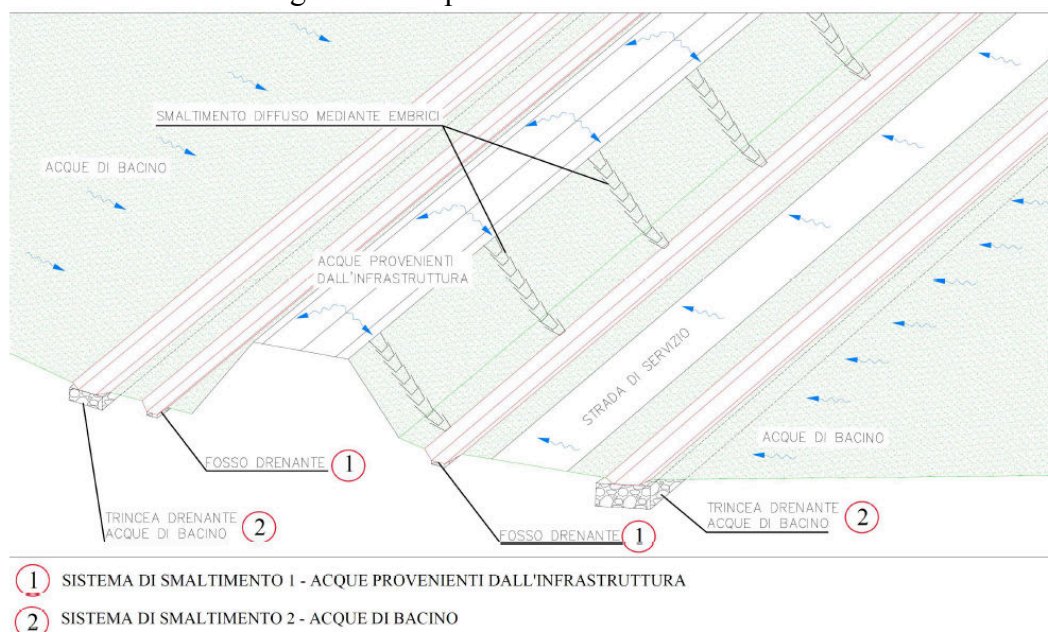 SMALTIMENTO DIFFUSO MEDIANTE EMBRICI
ACQUE DI BACINO
ACQUE PROVENIENTI
DALL'INFRASTRUTTURA
STRADA DI SERVIZIO
ACQUE DI BACINO
FOSSO DRENANTE 1
TRINCEA DRENANTE
ACQUE DI BACINO 2
FOSSO DRENANTE 1
TRINCEA DRENANTE
ACQUE DI BACINO 2
1 SISTEMA DI SMALTIMENTO 1 - ACQUE PROVENIENTI DALL'INFRASTRUTTURA
2 SISTEMA DI SMALTIMENTO 2 - ACQUE DI BACINO